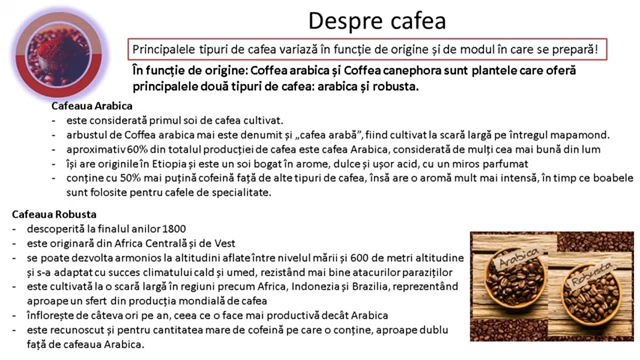 Despre cafea
Principalele tipuri de cafea variază în funcție de origine și de modul în care se prepară!
În funcție de origine: Coffea arabica și Coffea canephora sunt plantele care oferă
principalele două tipuri de cafea: arabica și robusta.
Cafeaua Arabica
- este considerată primul soi de cafea cultivat.
- arbustul de Coffea arabica mai este denumit și „cafea arabă”, fiind cultivat la scară largă pe întregul mapamond.
- aproximativ 60% din totalul producției de cafea este cafea Arabica, considerată de mulți cea mai bună din lum
- își are originile în Etiopia și este un soi bogat în arome, dulce și ușor acid, cu un miros parfumat
- conține cu 50% mai puțină cofeină față de alte tipuri de cafea, însă are o aromă mult mai intensă, în timp ce boabele
sunt folosite pentru cafele de specialitate.
Cafeaua Robusta
- descoperită la finalul anilor 1800
- este originară din Africa Centrală și de Vest
- se poate dezvolta armonios la altitudini aflate între nivelul mării și 600 de metri altitudine
și s-a adaptat cu succes climatului cald și umed, rezistând mai bine atacurilor paraziților
- este cultivată la o scară largă în regiuni precum Africa, Indonezia și Brazilia, reprezentând
aproape un sfert din producția mondială de cafea
- înflorește de câteva ori pe an, ceea ce o face mai productivă decât Arabica
- este recunoscut și pentru cantitatea mare de cofeină pe care o conține, aproape dublu
față de cafeaua Arabica.
Arabica
Robusta